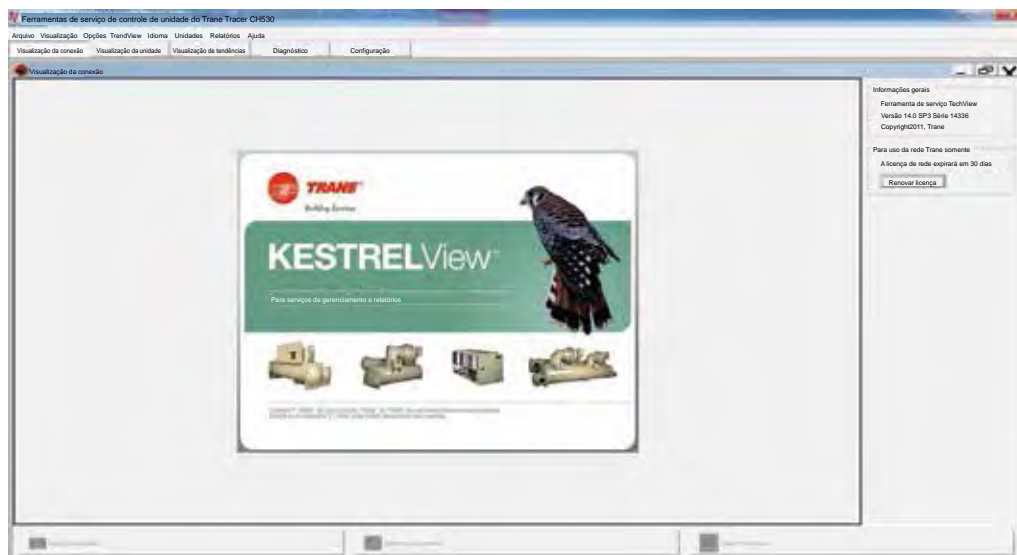 Ferramentas de serviço de controle de unidade do Trane Tracer CH530
Arquivo Visualização Opções TrendView Idioma Unidades Relatórios Ajuda
Visualização da conexão Visualização da unidade Visualização de tendências Diagnóstico Configuração
Visualização da conexão
Informações gerais
Ferramenta de serviço TechView
Versão 14.0 SP3 Série 14336
Copyright2011, Trane
Para uso da rede Trane somente
A licença de rede expirará em 30 dias
Renovar licença
TRANE
Building Services
KESTRELView
Para serviços de gerenciamento e relatórios